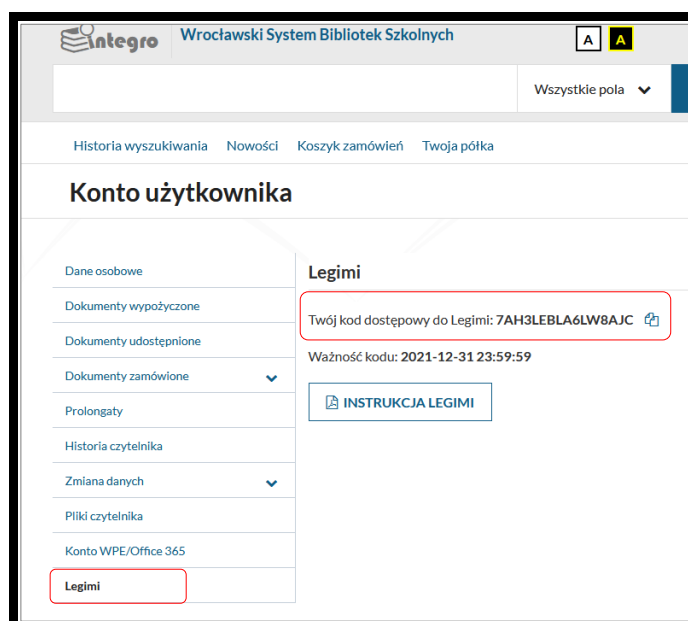 integro
Wrocławski System Bibliotek Szkolnych
A A
Wszystkie pola
Historia wyszukiwania Nowości Koszyk zamówień Twoja półka
Konto użytkownika
Dane osobowe
Dokumenty wypożyczone
Dokumenty udostępnione
Dokumenty zamówione
Prolongaty
Historia czytelnika
Zmiana danych
Pliki czytelnika
Konto WPE/Office 365
Legimi
Legimi
Twój kod dostępowy do Legimi: 7AH3LEBLA6LW8AJC
Ważność kodu: 2021-12-31 23:59:59
INSTRUKCJA LEGIMI